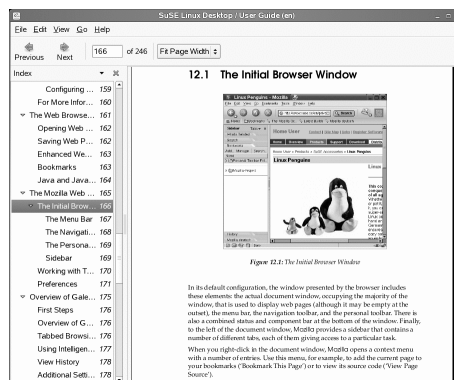 SuSE Linux Desktop / User Guide (en)
File Edit View Go Help
Previous Next 166 of 246 Fit Page Width
Index
Configuring ... 159
For More Infor... 160
The Web Browse... 161
Opening Web ... 162
Saving Web P... 162
Enhanced We... 163
Bookmarks 163
Java and Java... 164
The Mozilla Web ... 165
The Initial Brow... 166
The Menu Bar 167
The Navigati... 168
The Persona... 169
Sidebar 169
Working with T... 170
Preferences 171
Overview of Gale... 175
First Steps 176
Overview of G... 176
Tabbed Browsi... 176
Using Intelligen... 177
View History 178
Additional Setti... 178
12.1 The Initial Browser Window
Linux Penguins - Mozilla
Home User
Linux Penguins
Figure 12.1: The Initial Browser Window
In its default configuration, the window presented by the browser includes
these elements: the actual document window, occupying the majority of the
window, that is used to display web pages (although it may be empty at the
outset), the menu bar, the navigation toolbar, and the personal toolbar. There is
also a combined status and component bar at the bottom of the window. Finally,
to the left of the document window, Mozilla provides a sidebar that contains a
number of different tabs, each of them giving access to a particular task.
When you right-click in the document window, Mozilla opens a context menu
with a number of entries. Use this menu, for example, to add the current page to
your bookmarks ('Bookmark This Page') or to view its source code ('View Page
Source').